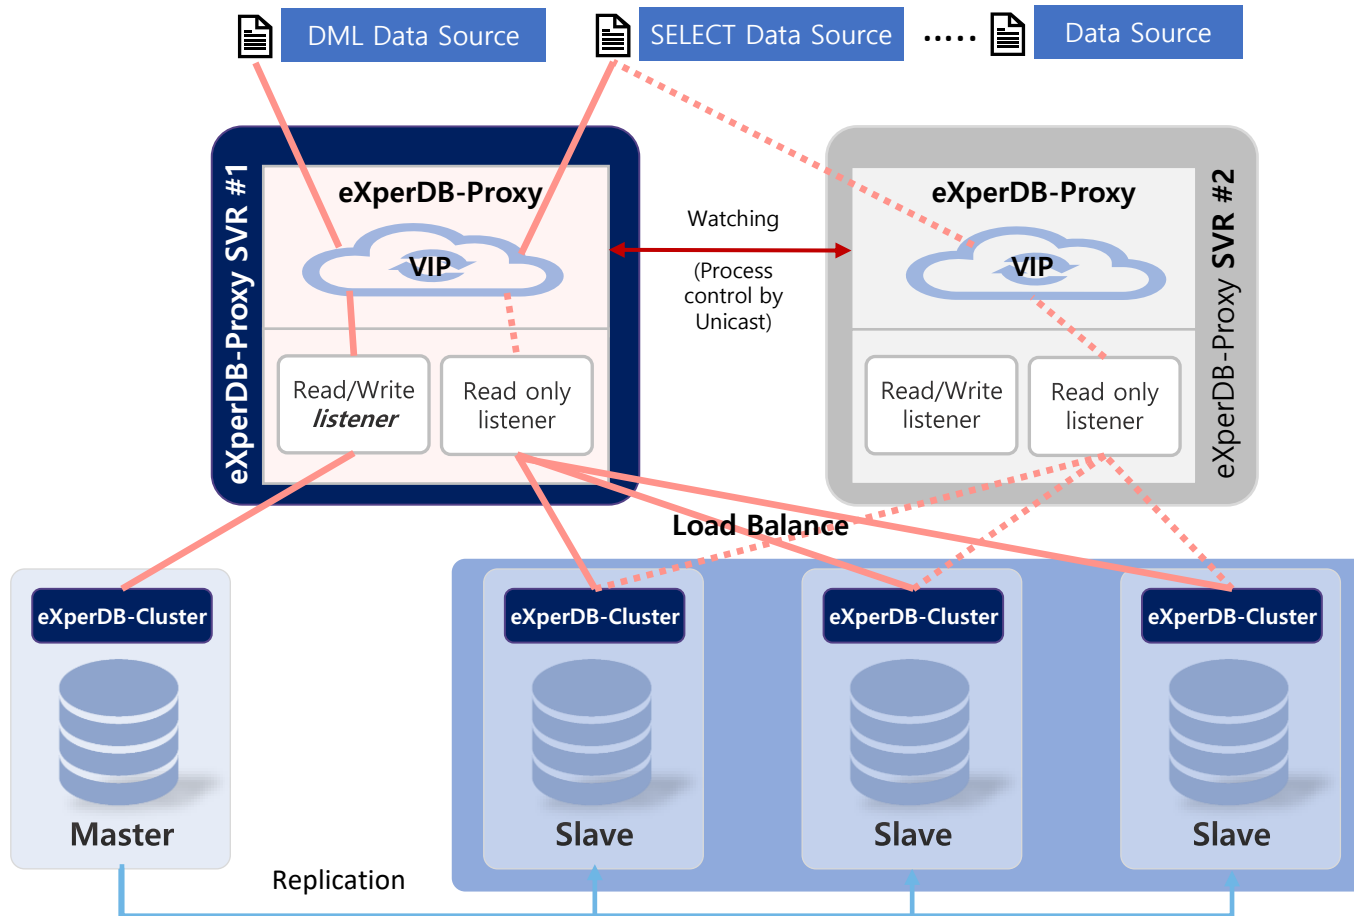 DML Data Source
SELECT Data Source
.....
Data Source
eXperDB-Proxy SVR #1
eXperDB-Proxy
VIP
Read/Write
listener
Read only
listener
Watching
(Process
control by
Unicast)
eXperDB-Proxy
VIP
Read/Write
listener
Read only
listener
eXperDB-Proxy SVR #2
Load Balance
eXperDB-Cluster
Master
eXperDB-Cluster
Slave
eXperDB-Cluster
Slave
eXperDB-Cluster
Slave
Replication